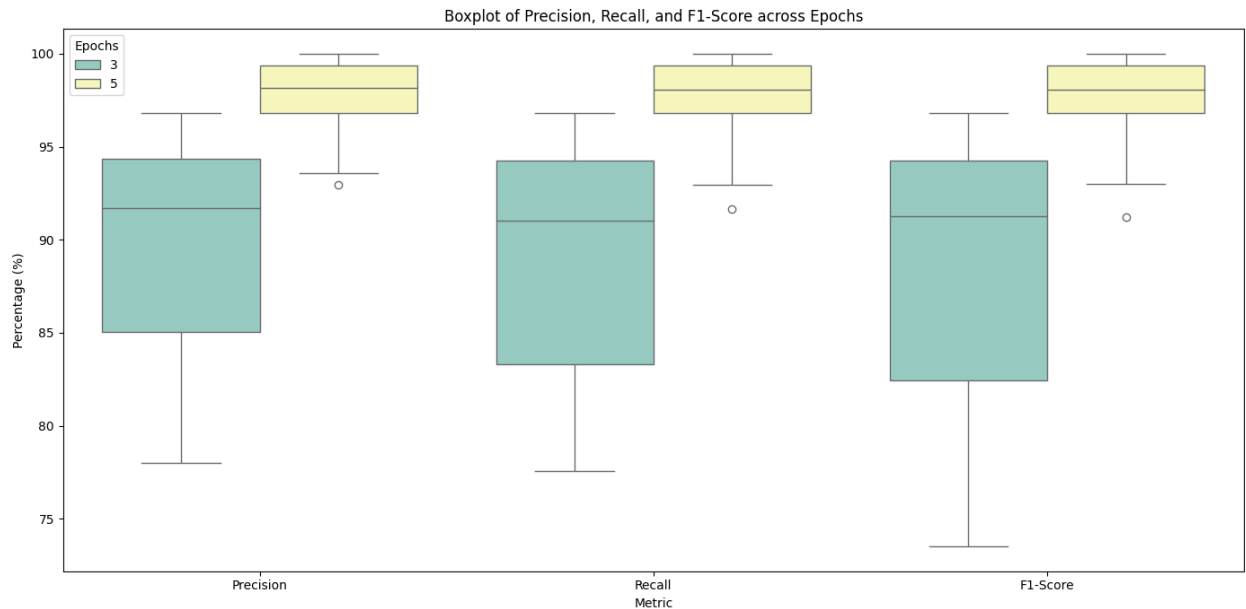 Boxplot of Precision, Recall, and F1-Score across Epochs
Epochs
3
5
100
95
90
85
80
75
Percentage (%)
Precision
Recall
F1-Score
Metric